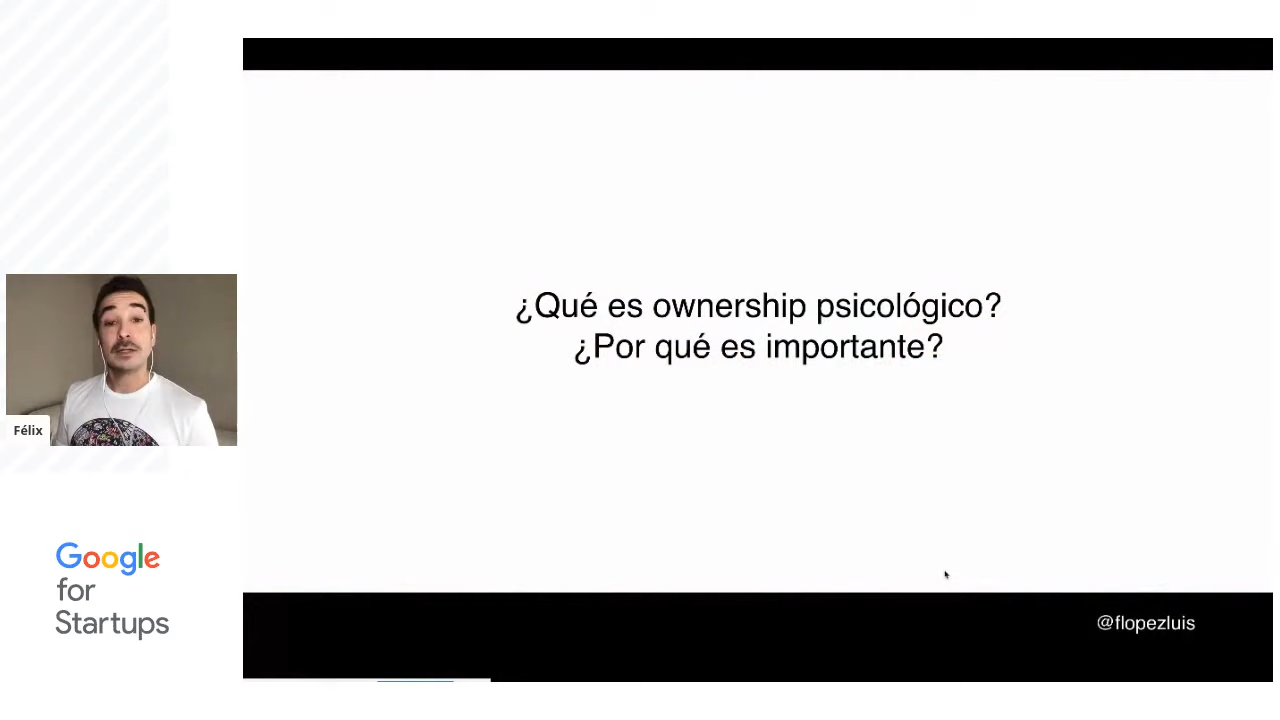 ¿Qué es ownership psicológico?
¿Por qué es importante?
Félix
Google
for
Startups
@flopezluis